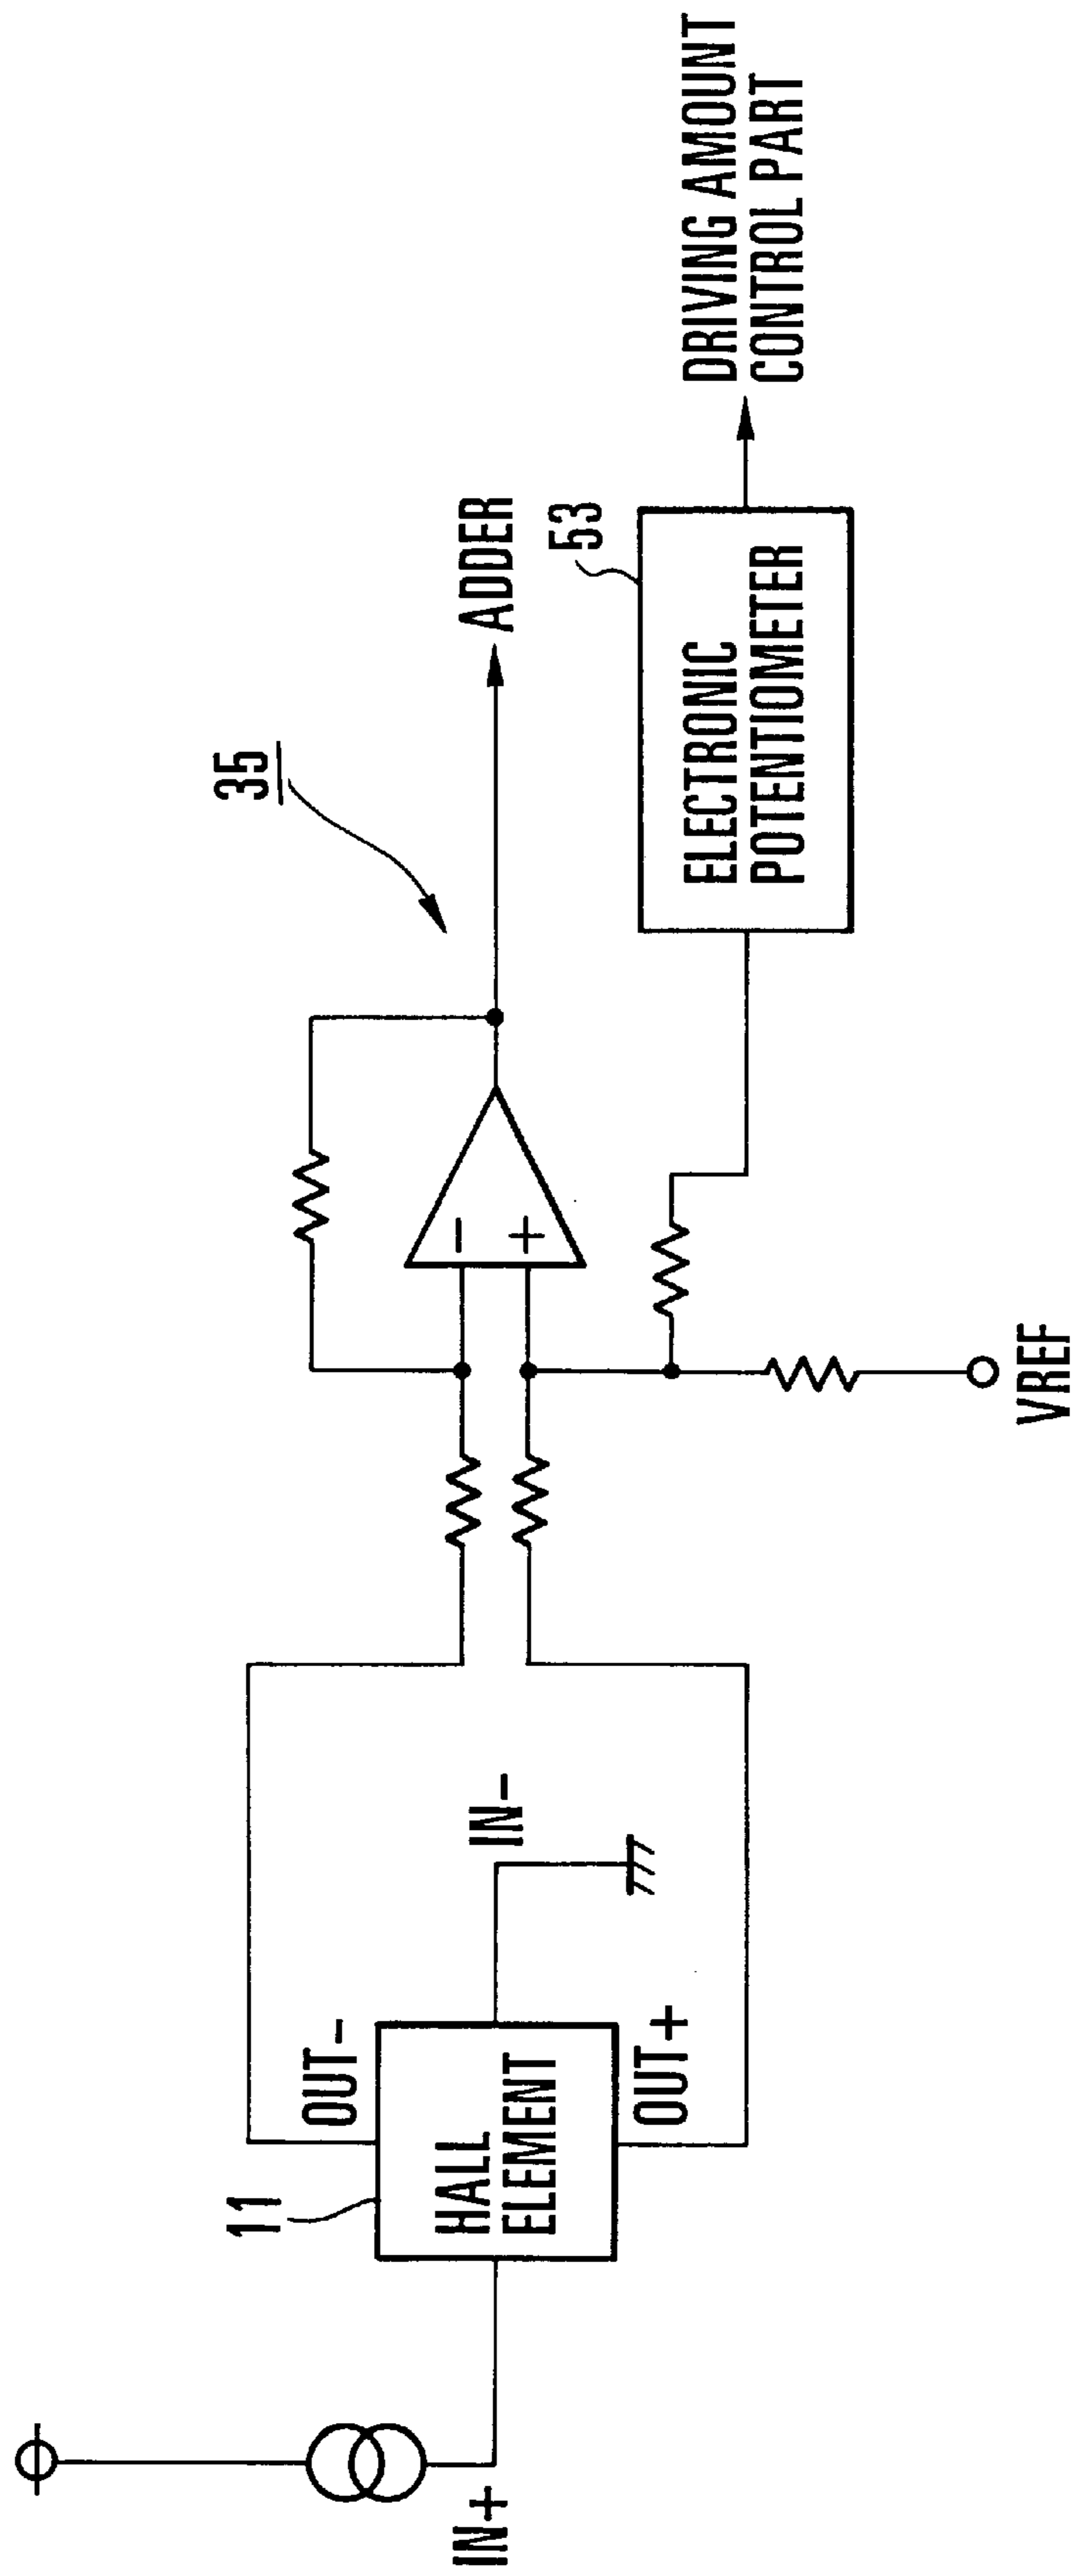 IN+
11
HALL
ELEMENT
OUT-
OUT+
IN-
VREF
-
+
35
ADDER
53
ELECTRONIC
POTENTIOMETER
DRIVING AMOUNT
CONTROL PART